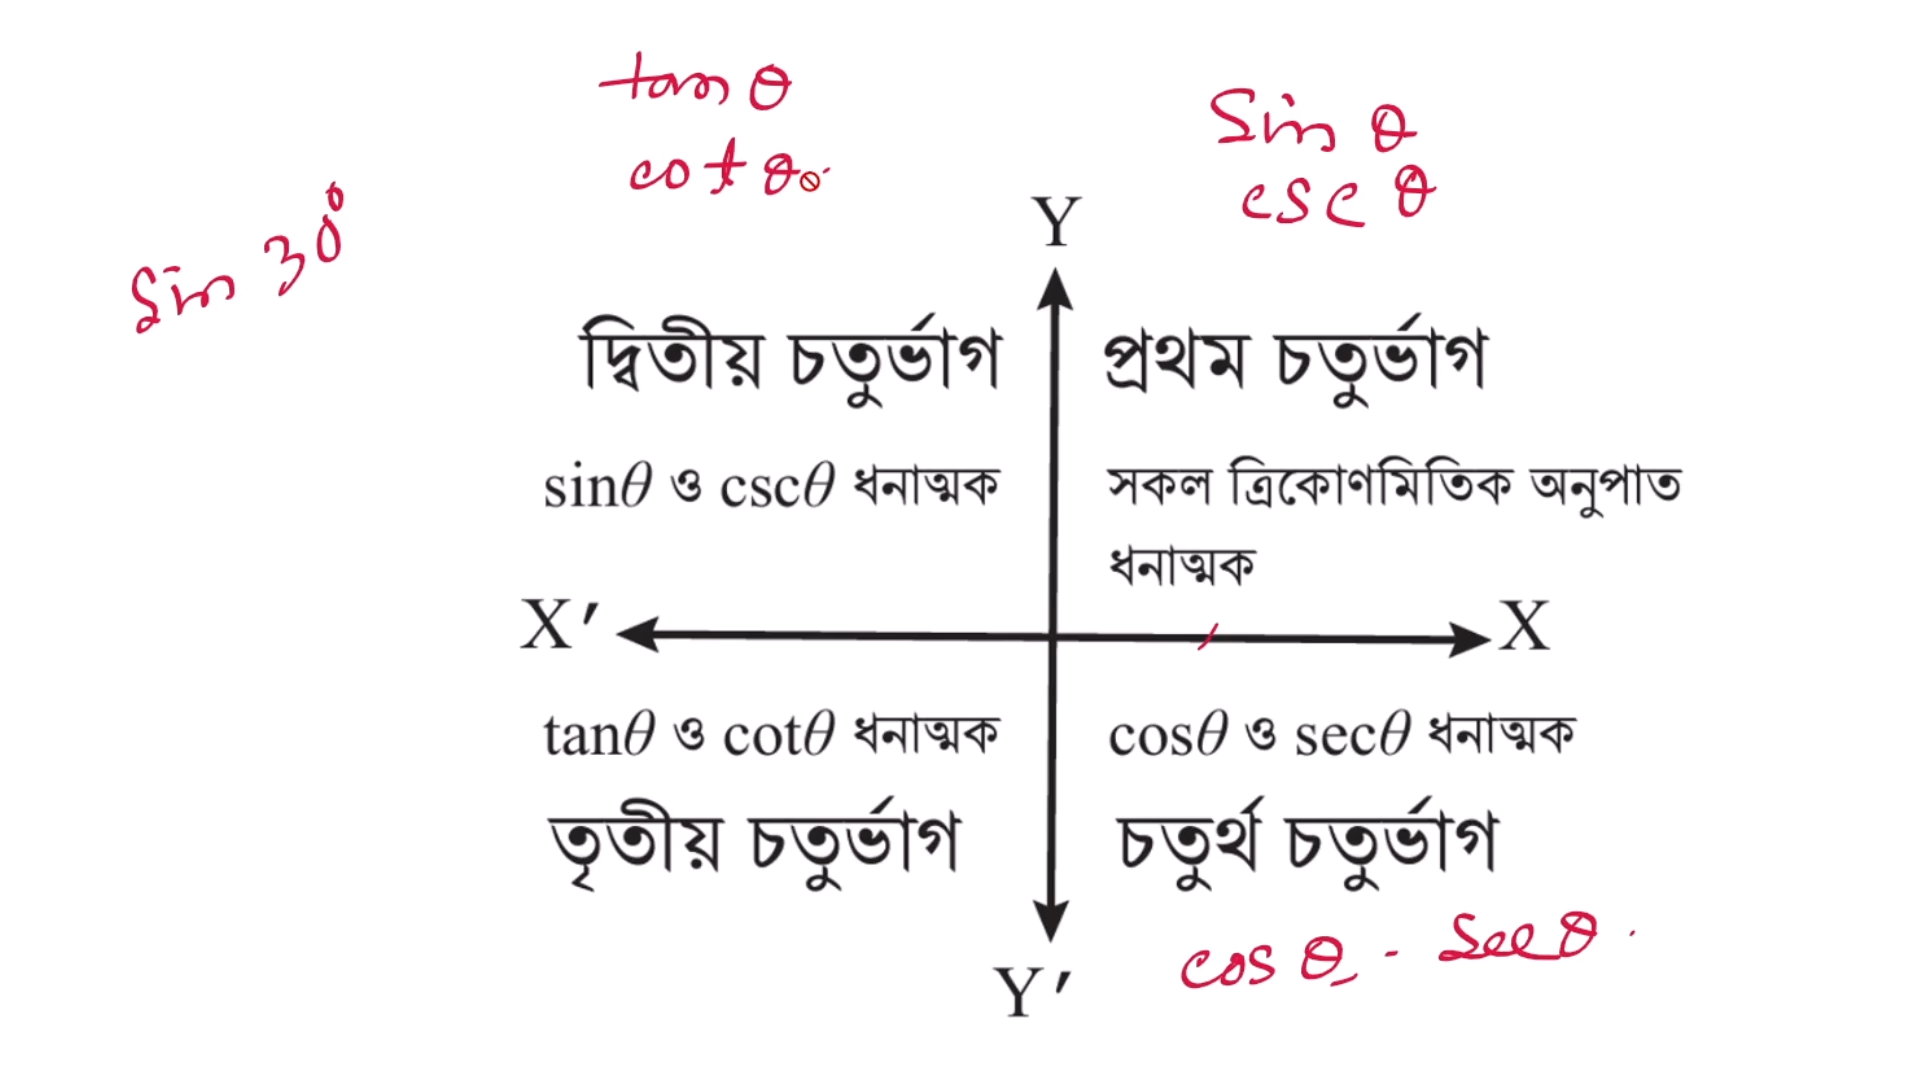 tan θ
cot θ
sin θ
csc θ
sin 30°
Y
দ্বিতীয় চতুর্ভাগ
প্রথম চতুর্ভাগ
sinθ ও cscθ ধনাত্মক
সকল ত্রিকোণমিতিক অনুপাত
ধনাত্মক
X′
X
tanθ ও cotθ ধনাত্মক
cosθ ও secθ ধনাত্মক
তৃতীয় চতুর্ভাগ
চতুর্থ চতুর্ভাগ
cos θ - sec θ
Y′